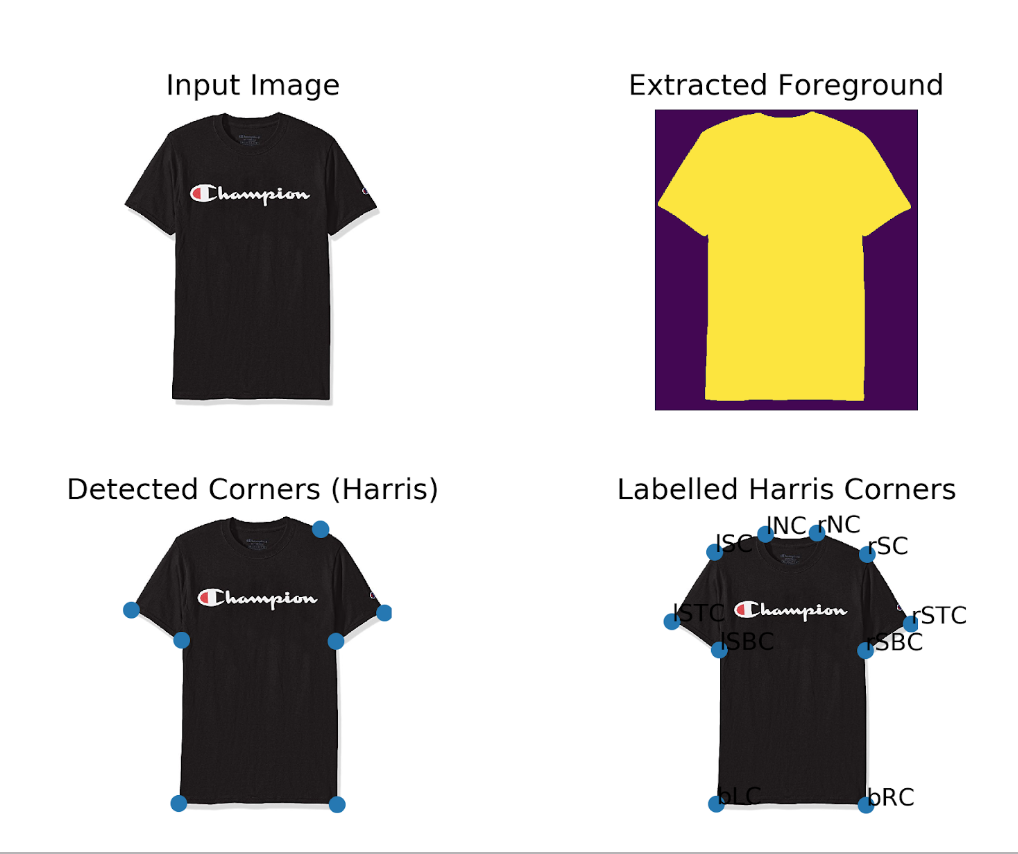 Input Image
Extracted Foreground
Champion
Detected Corners (Harris)
Labelled Harris Corners
lNC rNC
lSC
rSC
Champion
Champion
lSTC
rSTC
lSBC
rSBC
bLC
bRC